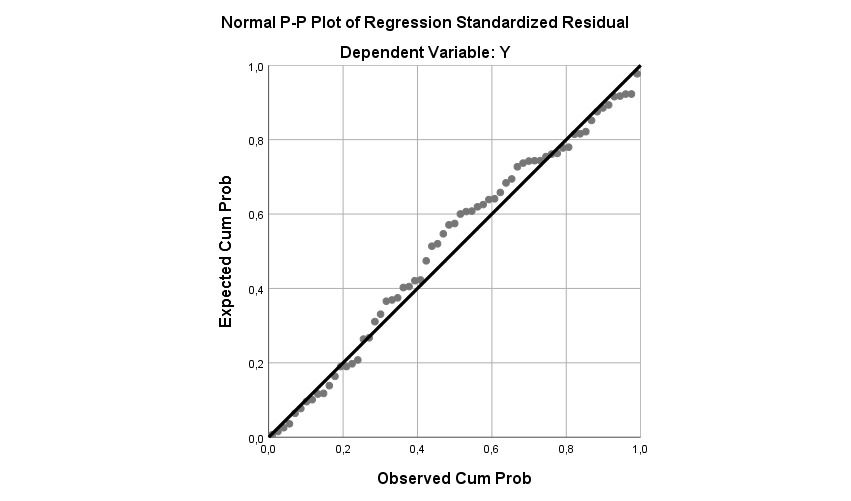 Normal P-P Plot of Regression Standardized Residual
Dependent Variable: Y
Expected Cum Prob
1,0
0,8
0,6
0,4
0,2
0,0
0,0 0,2 0,4 0,6 0,8 1,0
Observed Cum Prob